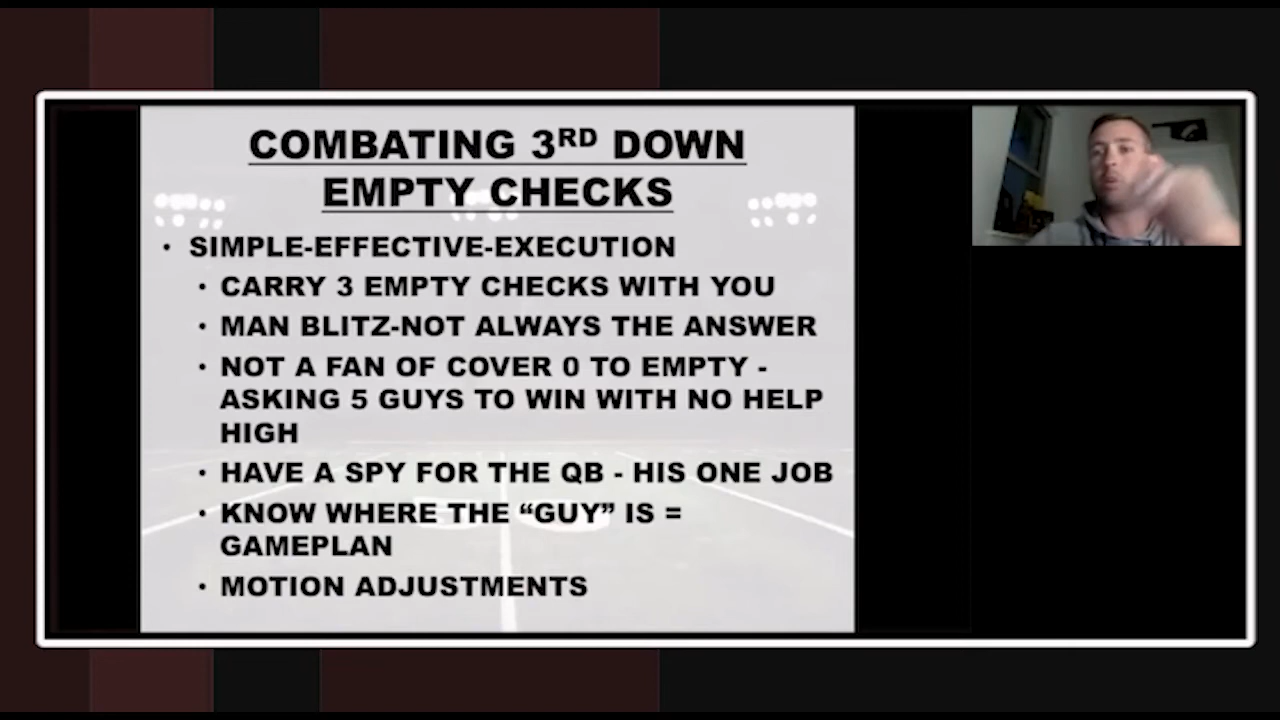 COMBATING 3RD DOWN
EMPTY CHECKS
• SIMPLE-EFFECTIVE-EXECUTION
• CARRY 3 EMPTY CHECKS WITH YOU
• MAN BLITZ-NOT ALWAYS THE ANSWER
• NOT A FAN OF COVER 0 TO EMPTY -
ASKING 5 GUYS TO WIN WITH NO HELP
HIGH
• HAVE A SPY FOR THE QB - HIS ONE JOB
• KNOW WHERE THE “GUY” IS =
GAMEPLAN
• MOTION ADJUSTMENTS